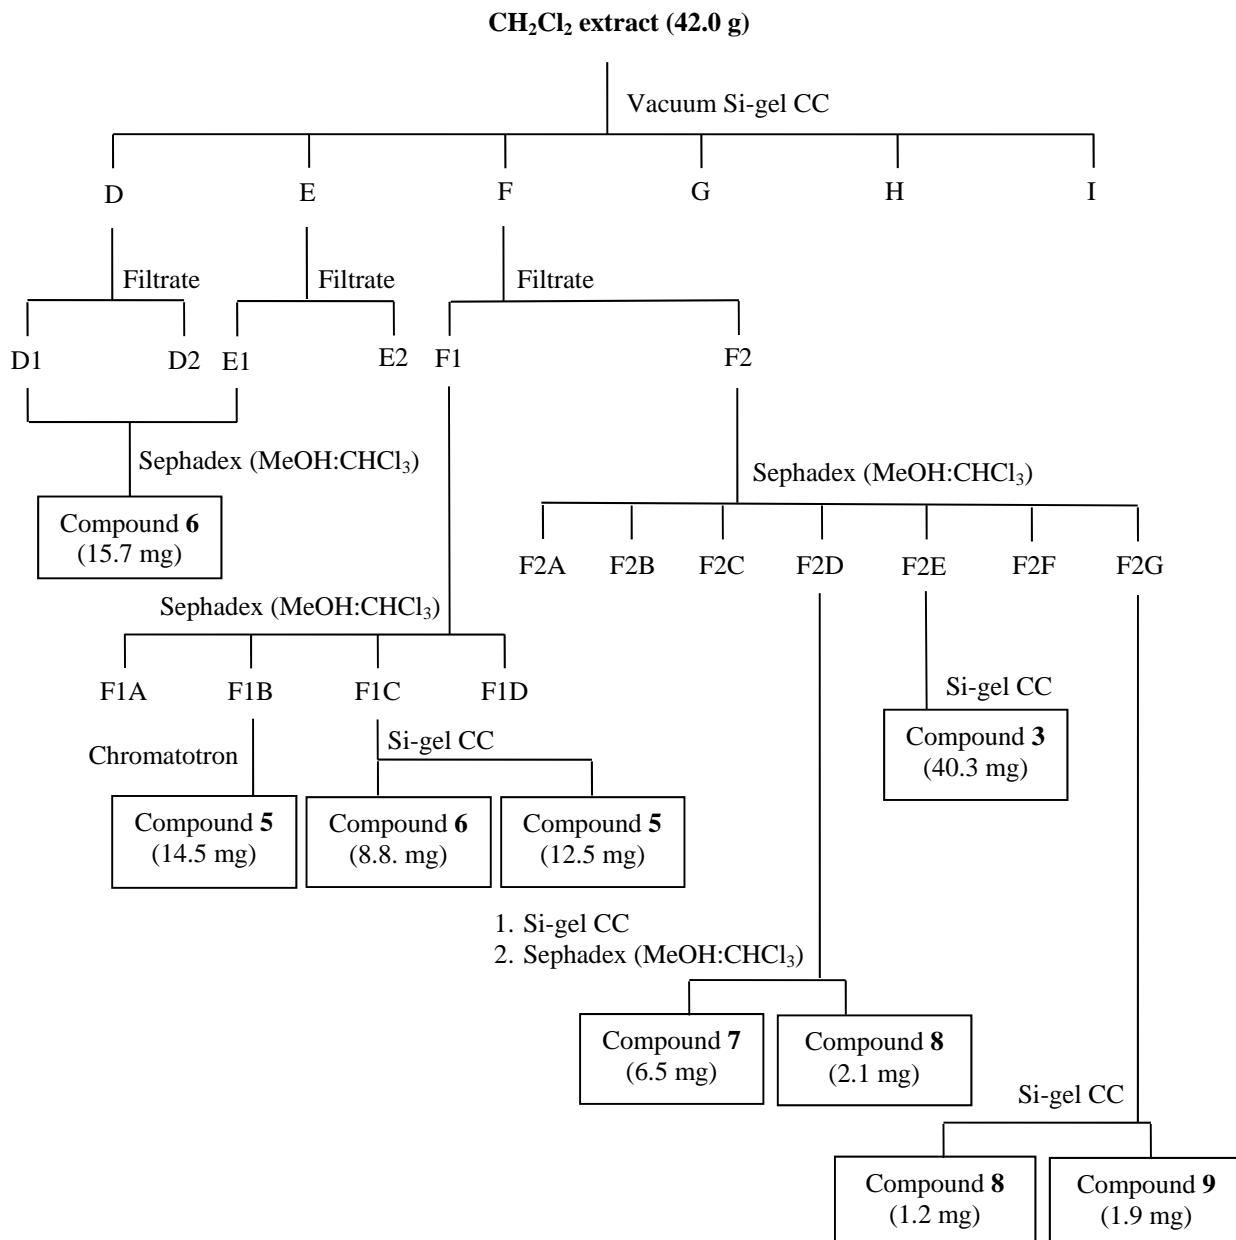 CH₂Cl₂ extract (42.0 g)
Vacuum Si-gel CC
D E F G H I
Filtrate Filtrate Filtrate
D1 D2 E1 E2 F1 F2
Sephadex (MeOH:CHCl₃) Sephadex (MeOH:CHCl₃)
Compound 6
(15.7 mg)
F2A F2B F2C F2D F2E F2F F2G
Sephadex (MeOH:CHCl₃)
F1A F1B F1C F1D
Si-gel CC
Compound 3
(40.3 mg)
Chromatotron Si-gel CC
Compound 5 Compound 6 Compound 5
(14.5 mg) (8.8. mg) (12.5 mg)
1. Si-gel CC
2. Sephadex (MeOH:CHCl₃)
Compound 7 Compound 8
(6.5 mg) (2.1 mg)
Si-gel CC
Compound 8 Compound 9
(1.2 mg) (1.9 mg)